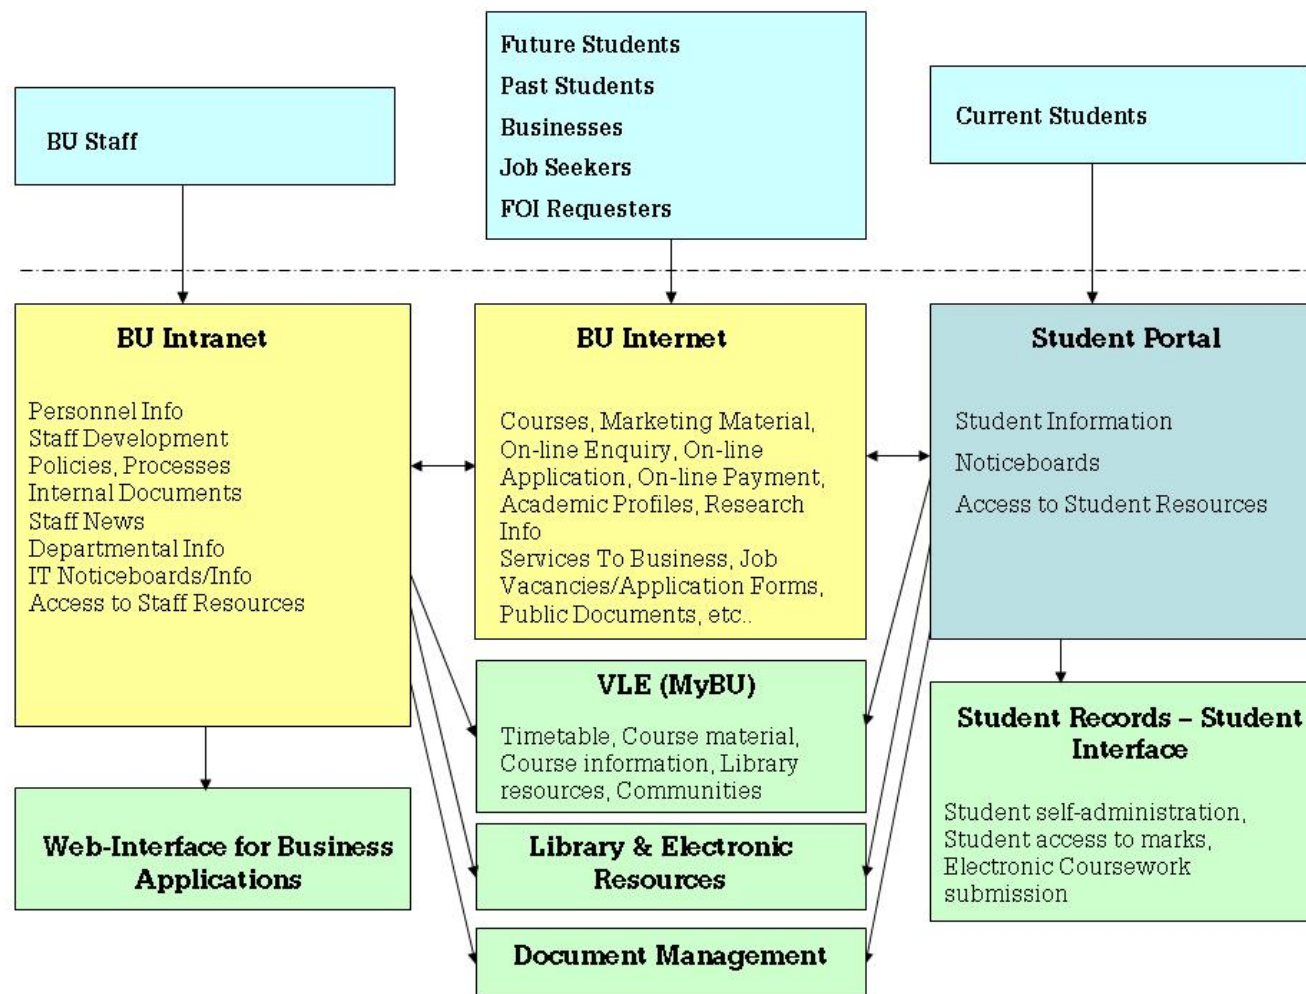 BU Staff
Future Students
Past Students
Businesses
Job Seekers
FOI Requesters
Current Students
BU Intranet
Personnel Info
Staff Development
Policies, Processes
Internal Documents
Staff News
Departmental Info
IT Noticeboards/Info
Access to Staff Resources
BU Internet
Courses, Marketing Material,
On-line Enquiry, On-line
Application, On-line Payment,
Academic Profiles, Research
Info
Services To Business, Job
Vacancies/Application Forms,
Public Documents, etc..
Student Portal
Student Information
Noticeboards
Access to Student Resources
VLE (MyBU)
Timetable, Course material,
Course information, Library
resources, Communities
Student Records – Student
Interface
Student self-administration,
Student access to marks,
Electronic Coursework
submission
Web-Interface for Business
Applications
Library & Electronic
Resources
Document Management